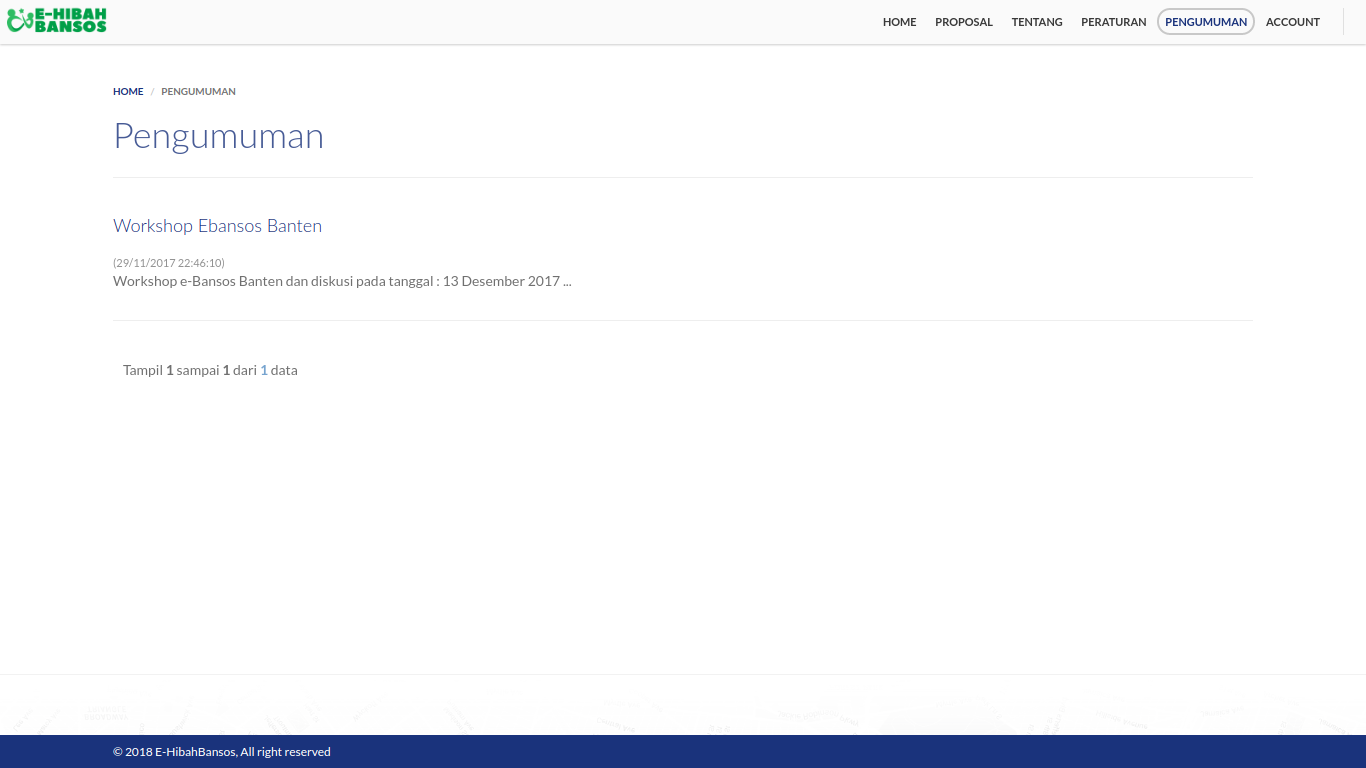 E-HIBAH
BANSOS
HOME PROPOSAL TENTANG PERATURAN PENGUMUMAN ACCOUNT
HOME / PENGUMUMAN
Pengumuman
Workshop Ebansos Banten
(29/11/2017 22:46:10)
Workshop e-Bansos Banten dan diskusi pada tanggal : 13 Desember 2017 ...
Tampil 1 sampai 1 dari 1 data
© 2018 E-HibahBansos, All right reserved